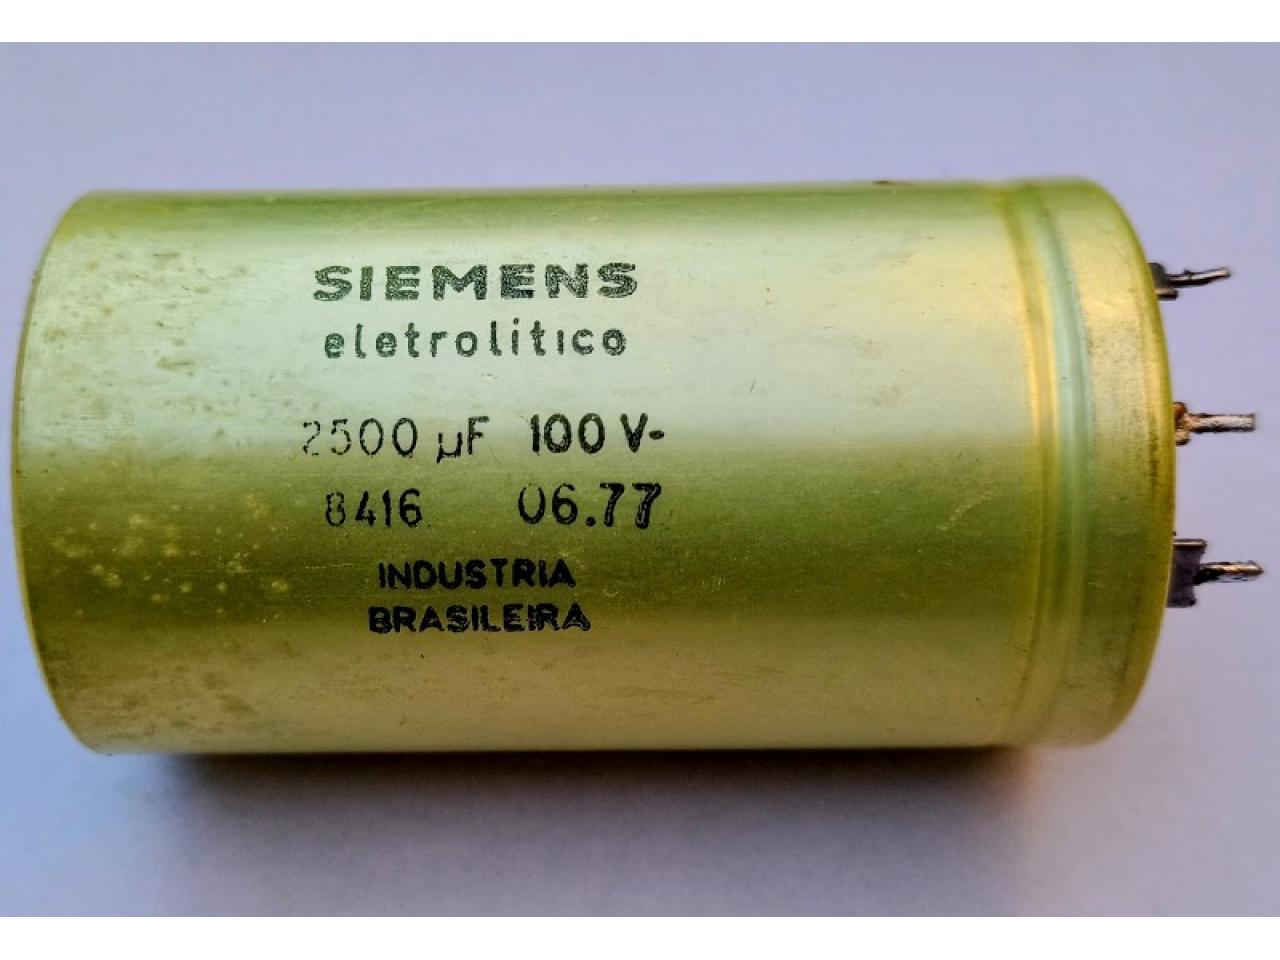 SIEMENS
eletrolitico
2500 µF 100 V-
8416 06.77
INDUSTRIA
BRASILEIRA